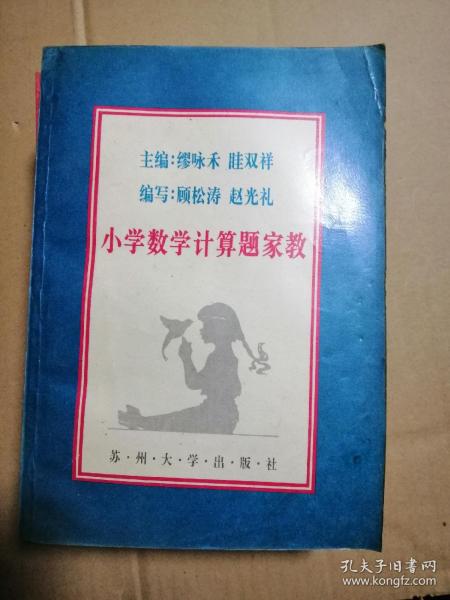 主编:缪咏禾 眭双祥
编写:顾松涛 赵光礼
小学数学计算题家教
苏·州·大·学·出·版·社
孔夫子旧书网
www.kongfz.com